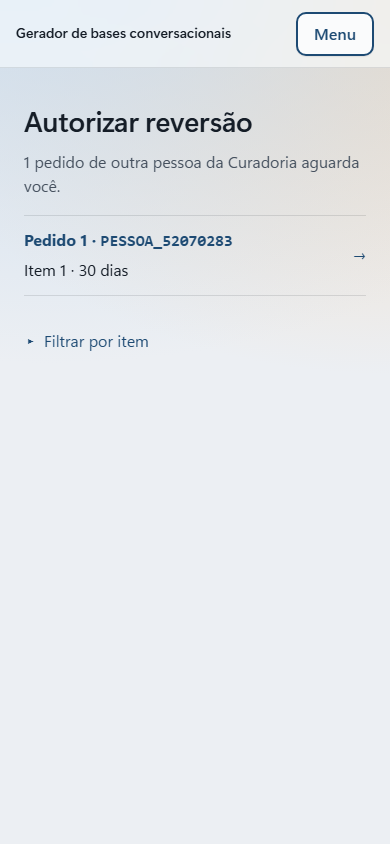 Gerador de bases conversacionais
Menu
Autorizar reversão
1 pedido de outra pessoa da Curadoria aguarda
você.
Pedido 1 · PESSOA_52070283
Item 1 · 30 dias
→
▸ Filtrar por item